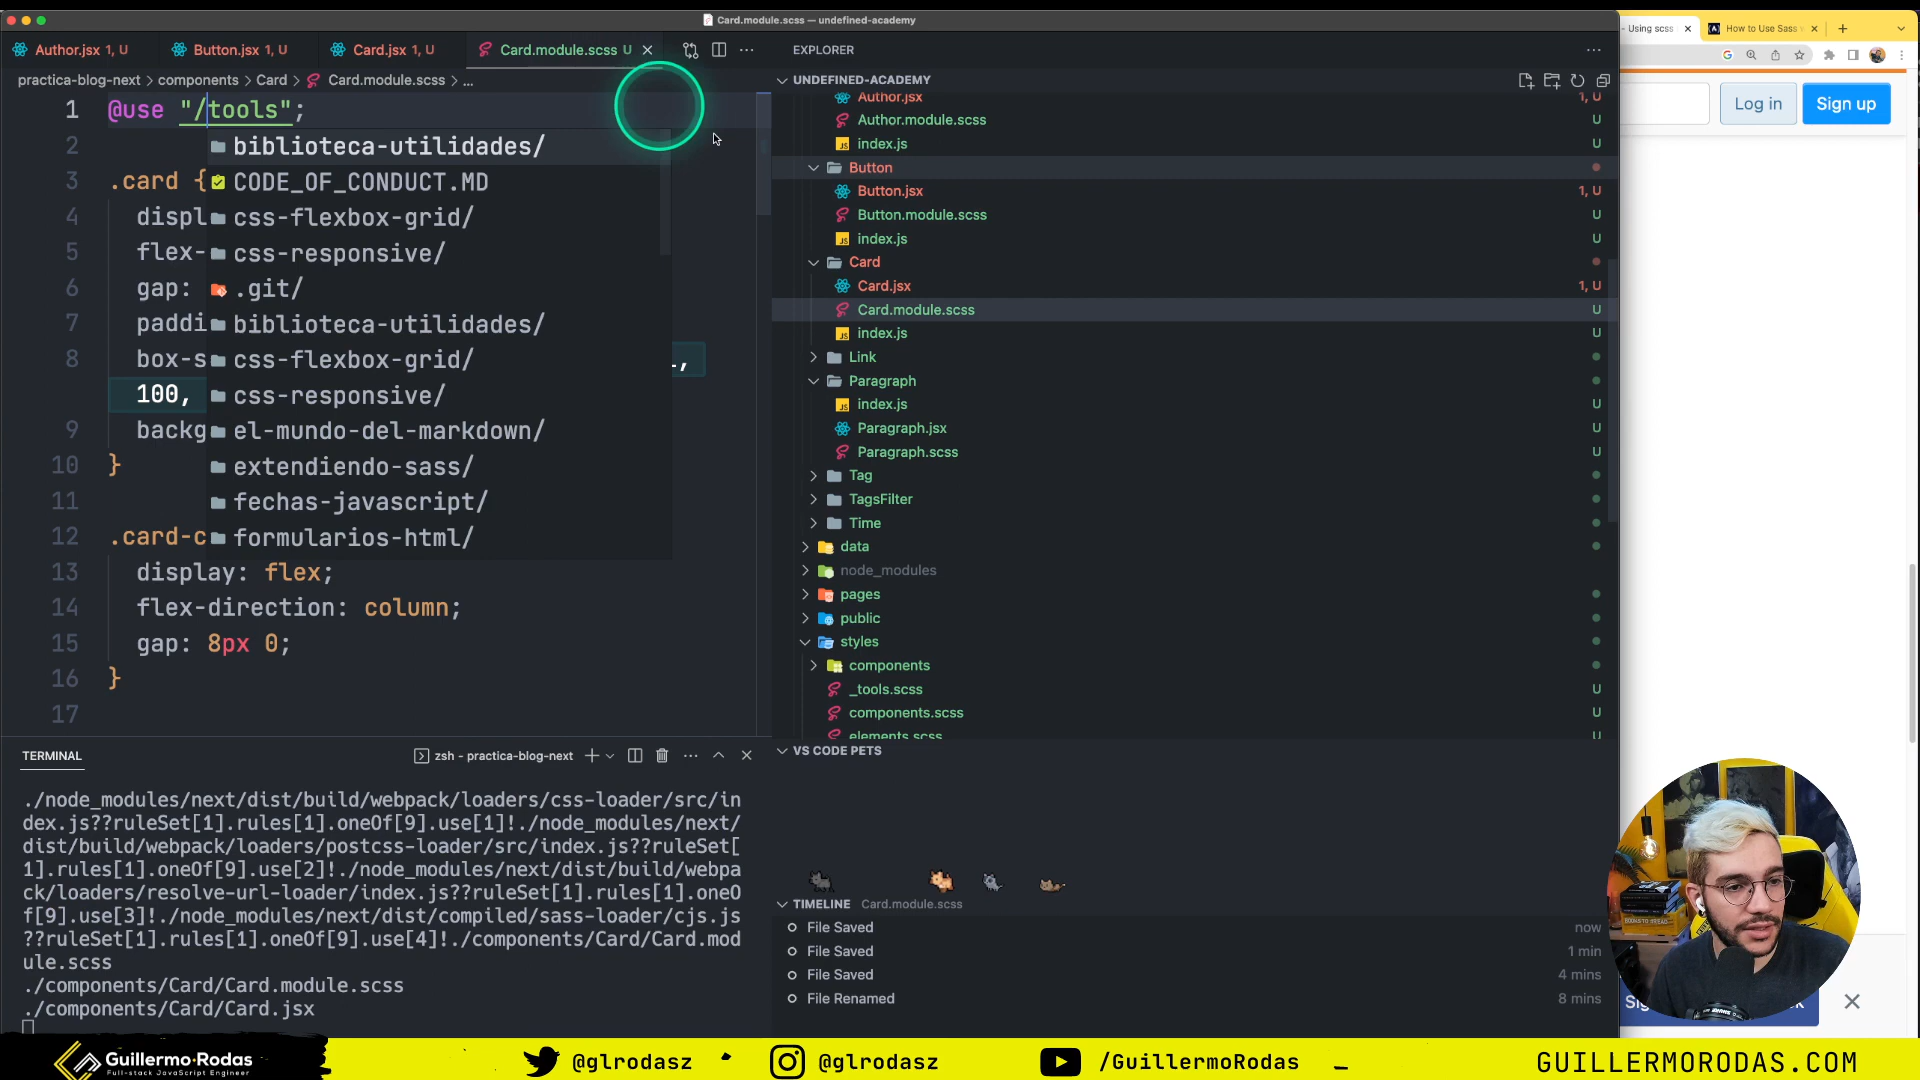 Card.module.scss — undefined-academy
Author.jsx 1, U
Button.jsx 1, U
Card.jsx 1, U
Card.module.scss U
practica-blog-next > components > Card > Card.module.scss > ...
1 @use "/tools";
2
3 .card {
4 displ
5 flex-
6 gap:
7 paddi
8 box-s
100,
9 backg
10 }
11
12 .card-c
13 display: flex;
14 flex-direction: column;
15 gap: 8px 0;
16 }
17
biblioteca-utilidades/
CODE_OF_CONDUCT.MD
css-flexbox-grid/
css-responsive/
.git/
biblioteca-utilidades/
css-flexbox-grid/
css-responsive/
el-mundo-del-markdown/
extendiendo-sass/
fechas-javascript/
formularios-html/
TERMINAL
zsh - practica-blog-next
./node_modules/next/dist/build/webpack/loaders/css-loader/src/in
dex.js??ruleSet[1].rules[1].oneOf[9].use[1]!./node_modules/next/
dist/build/webpack/loaders/postcss-loader/src/index.js??ruleSet[
1].rules[1].oneOf[9].use[2]!./node_modules/next/dist/build/webpa
ck/loaders/resolve-url-loader/index.js??ruleSet[1].rules[1].oneO
f[9].use[3]!./node_modules/next/dist/compiled/sass-loader/cjs.js
??ruleSet[1].rules[1].oneOf[9].use[4]!./components/Card/Card.mod
ule.scss
./components/Card/Card.module.scss
./components/Card/Card.jsx
EXPLORER
UNDEFINED-ACADEMY
Author.jsx 1, U
Author.module.scss U
index.js U
Button
Button.jsx 1, U
Button.module.scss U
index.js U
Card
Card.jsx 1, U
Card.module.scss U
index.js U
Link
Paragraph
index.js U
Paragraph.jsx U
Paragraph.scss U
Tag
TagsFilter
Time
data
node_modules
pages
public
styles
components
_tools.scss U
components.scss U
elements.scss
VS CODE PETS
TIMELINE Card.module.scss
File Saved now
File Saved 1 min
File Saved 4 mins
File Renamed 8 mins
- Using scss
How to Use Sass
Log in
Sign up
Guillermo·Rodas
Full-stack JavaScript Engineer
@glrodasz
@glrodasz
/GuillermoRodas
GUILLERMORODAS.COM